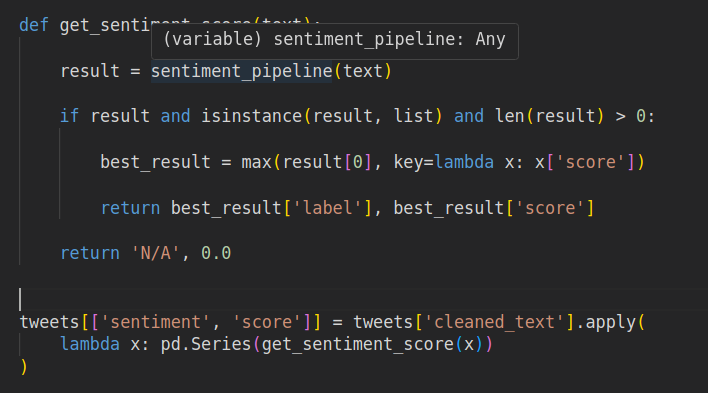 def get_sentiment_score(text):
(variable) sentiment_pipeline: Any
    result = sentiment_pipeline(text)
    if result and isinstance(result, list) and len(result) > 0:
        best_result = max(result[0], key=lambda x: x['score'])
        return best_result['label'], best_result['score']
    return 'N/A', 0.0
tweets[['sentiment', 'score']] = tweets['cleaned_text'].apply(
    lambda x: pd.Series(get_sentiment_score(x))
)